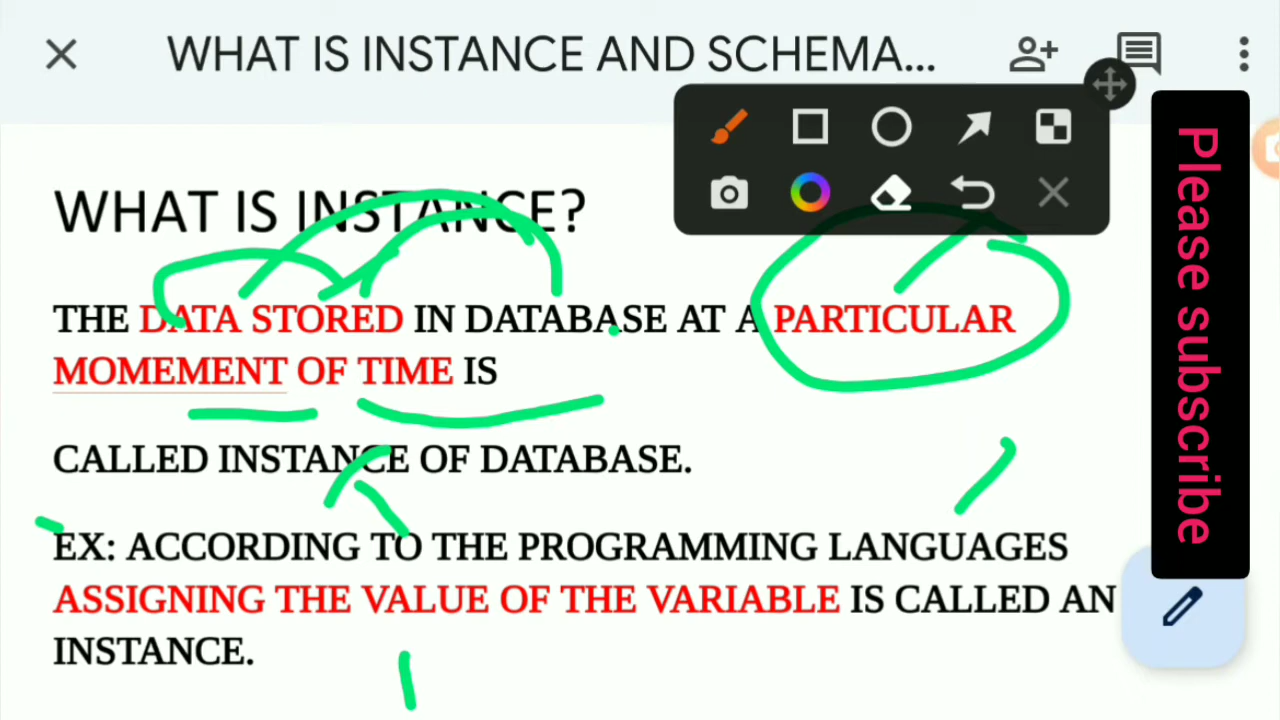 WHAT IS INSTANCE AND SCHEMA...
WHAT IS INSTANCE?
THE DATA STORED IN DATABASE AT A PARTICULAR
MOMEMENT OF TIME IS
CALLED INSTANCE OF DATABASE.
EX: ACCORDING TO THE PROGRAMMING LANGUAGES
ASSIGNING THE VALUE OF THE VARIABLE IS CALLED AN
INSTANCE.
Please subscribe